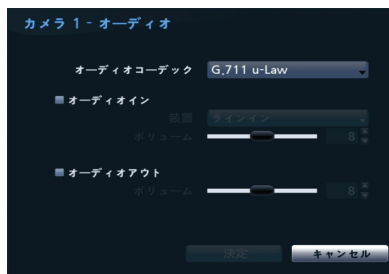 カメラ 1 - オーディオ
オーディオコーデック G.711 u-Law
オーディオイン
装置 ラインイン
ボリューム 8
オーディオアウト
ボリューム 8
決定 キャンセル